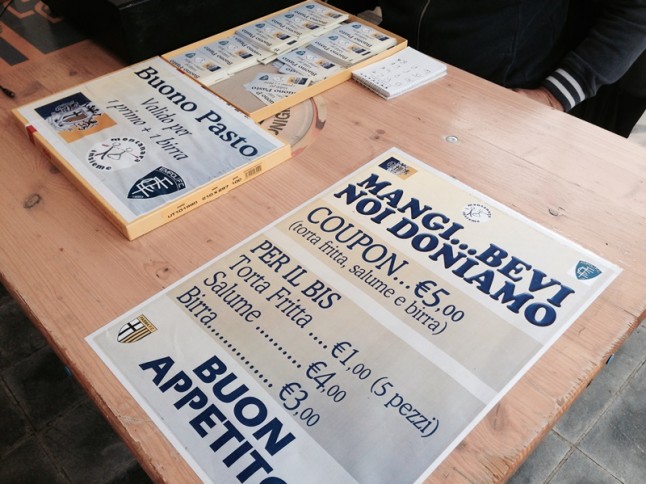 Buono Pasto
Valido per
1 primo + 1 birra
EMPOLI F.C.
MANGI...BEVI
NOI DONIAMO
COUPON... €5,00
(torta fritta, salume e birra)
PER IL BIS
Torta Fritta ... €1,00 (5 pezzi)
Salume ......... €4,00
Birra............... €3,00
BUON
APPETITO